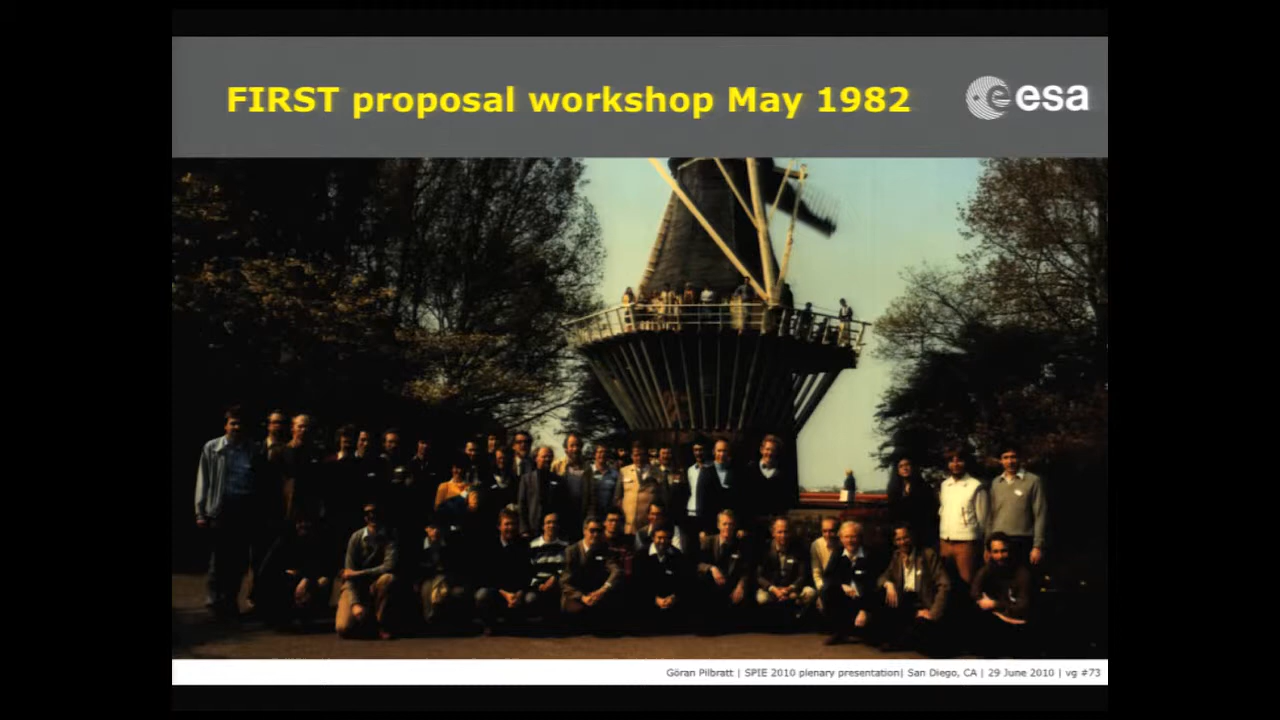 FIRST proposal workshop May 1982
esa
Göran Pilbratt | SPIE 2010 plenary presentation| San Diego, CA | 29 June 2010 | vg #73